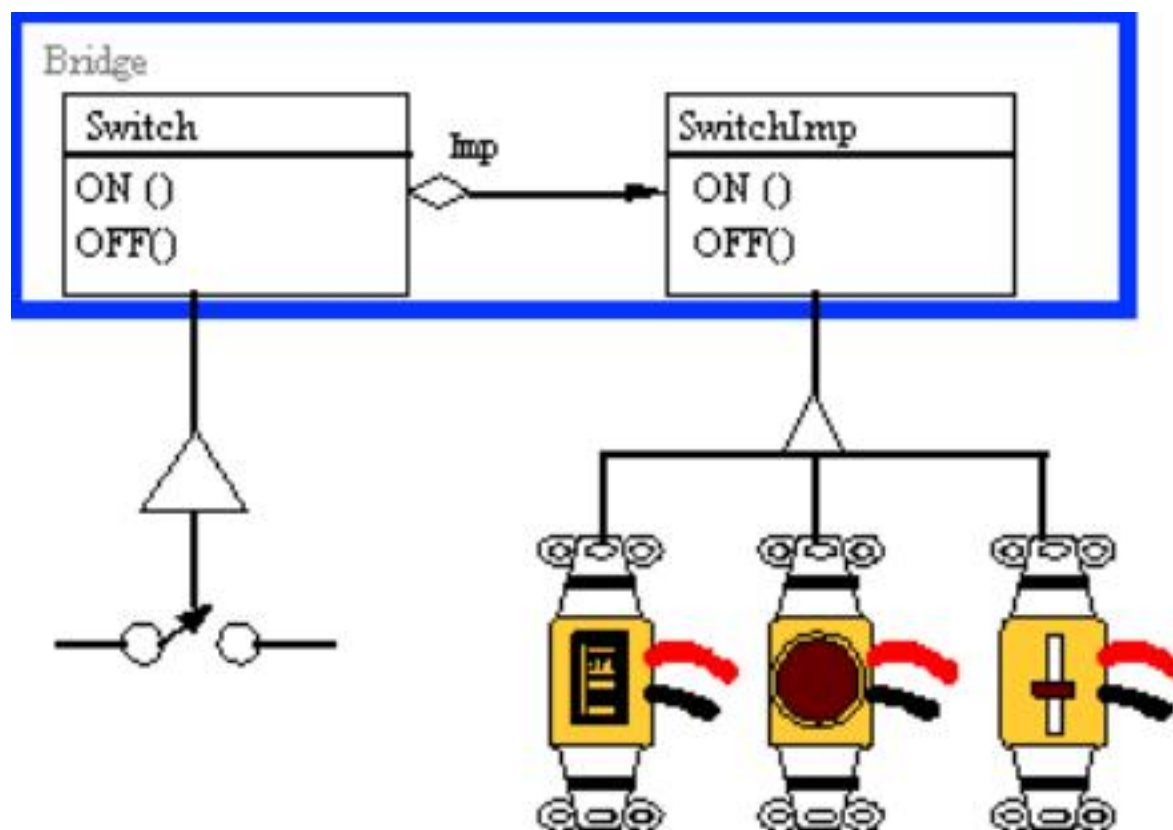 Bridge
Switch
ON ()
OFF()
Imp
SwitchImp
ON ()
OFF()